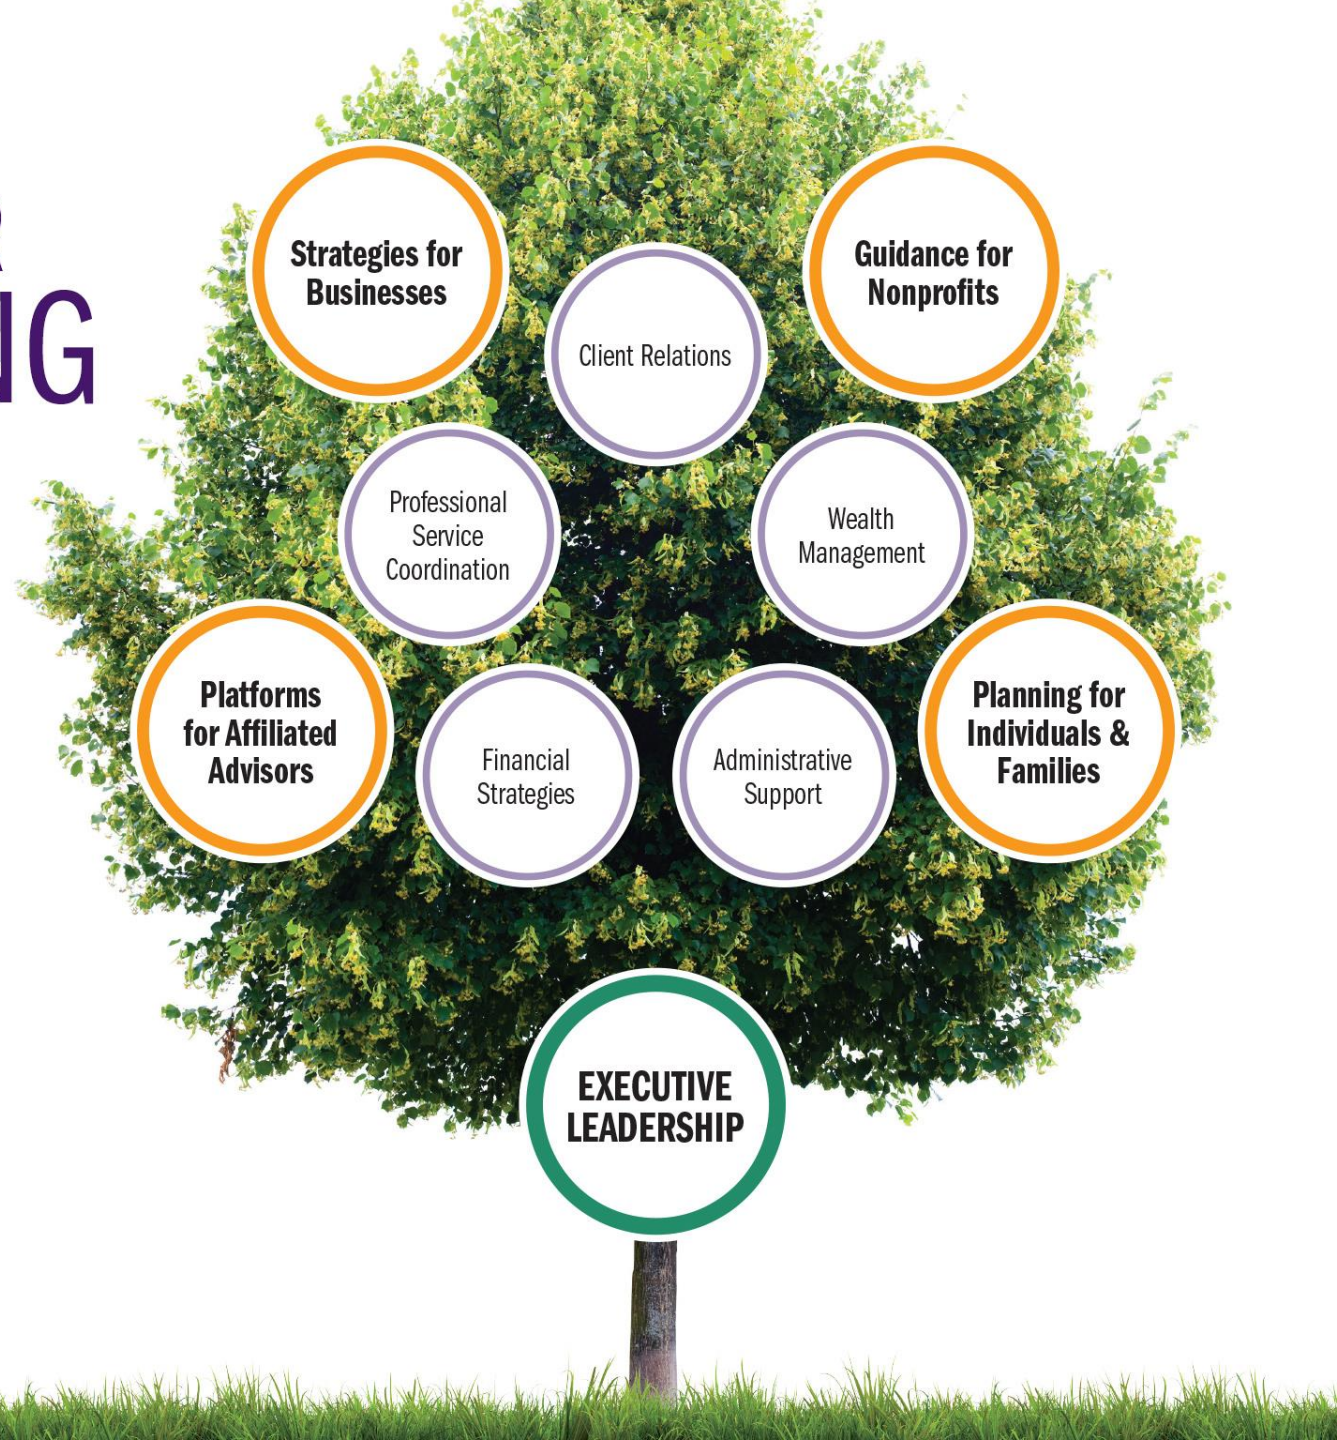 Strategies for
Businesses
Guidance for
Nonprofits
Client Relations
Professional
Service
Coordination
Wealth
Management
Platforms
for Affiliated
Advisors
Planning for
Individuals &
Families
Financial
Strategies
Administrative
Support
EXECUTIVE
LEADERSHIP